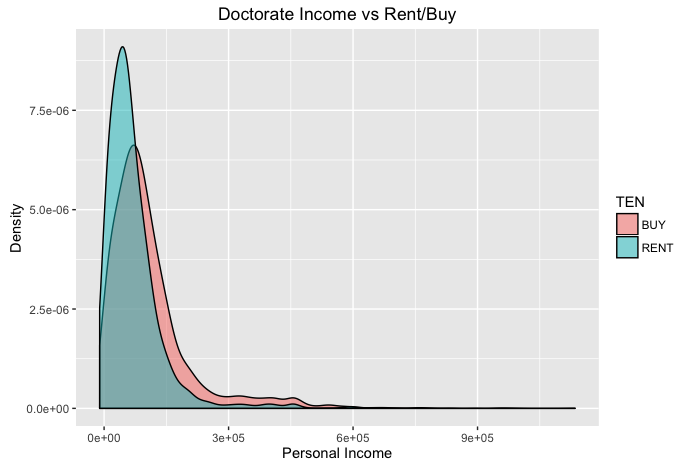 Doctorate Income vs Rent/Buy
7.5e-06
5.0e-06
2.5e-06
0.0e+00
Density
0e+00 3e+05 6e+05 9e+05
Personal Income
TEN
BUY
RENT